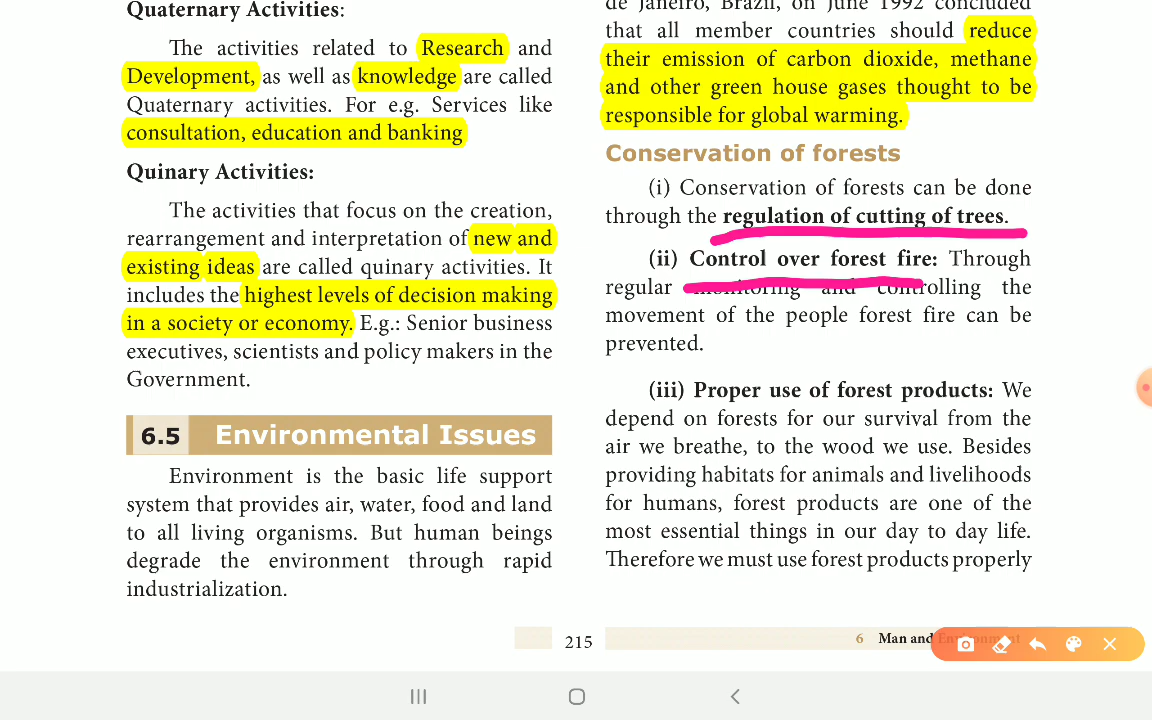 Quaternary Activities:
The activities related to Research and
Development, as well as knowledge are called
Quaternary activities. For e.g. Services like
consultation, education and banking
Quinary Activities:
The activities that focus on the creation,
rearrangement and interpretation of new and
existing ideas are called quinary activities. It
includes the highest levels of decision making
in a society or economy. E.g.: Senior business
executives, scientists and policy makers in the
Government.
6.5 Environmental Issues
Environment is the basic life support
system that provides air, water, food and land
to all living organisms. But human beings
degrade the environment through rapid
industrialization.
de Janeiro, Brazil, on June 1992 concluded
that all member countries should reduce
their emission of carbon dioxide, methane
and other green house gases thought to be
responsible for global warming.
Conservation of forests
(i) Conservation of forests can be done
through the regulation of cutting of trees.
(ii) Control over forest fire: Through
regular monitoring and controlling the
movement of the people forest fire can be
prevented.
(iii) Proper use of forest products: We
depend on forests for our survival from the
air we breathe, to the wood we use. Besides
providing habitats for animals and livelihoods
for humans, forest products are one of the
most essential things in our day to day life.
Therefore we must use forest products properly
215
6 Man and Environment